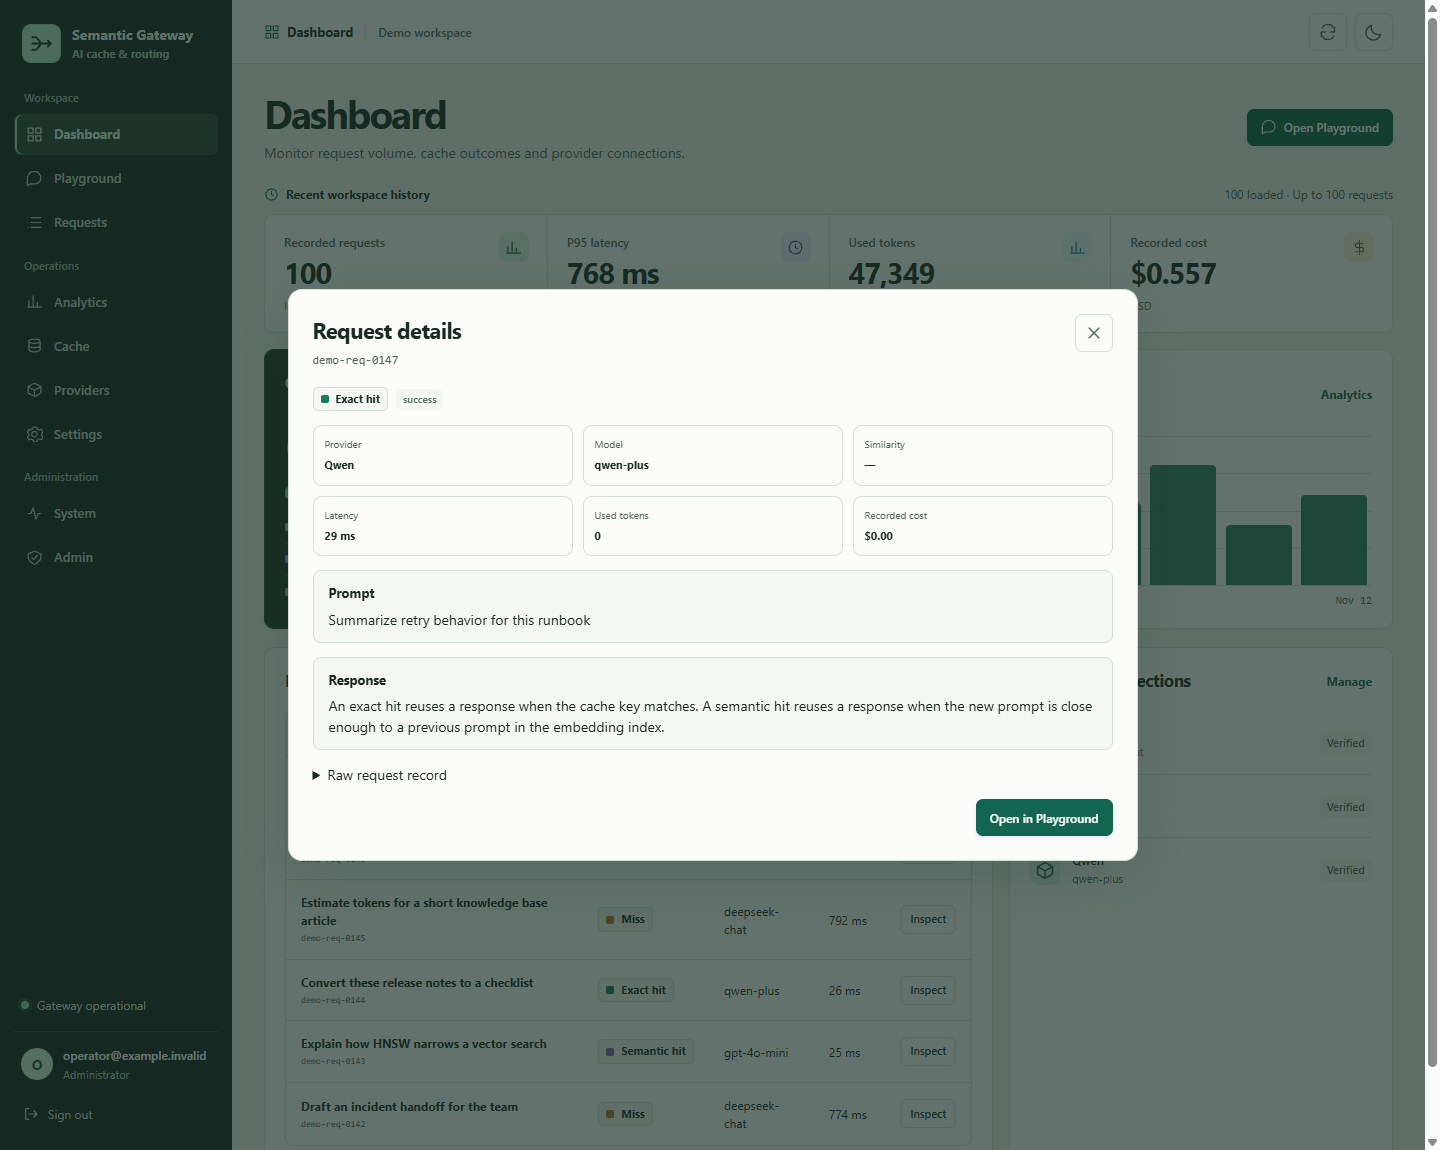 Semantic Gateway
AI cache & routing
Workspace
Dashboard
Playground
Requests
Operations
Analytics
Cache
Providers
Settings
Administration
System
Admin
Gateway operational
O
operator@example.invalid
Administrator
Sign out
Dashboard
Demo workspace
Dashboard
Monitor request volume, cache outcomes and provider connections.
Open Playground
Recent workspace history
100 loaded · Up to 100 requests
Recorded requests
100
P95 latency
768 ms
Used tokens
47,349
Recorded cost
$0.557
Analytics
Nov 12
Request details
demo-req-0147
Exact hit
success
Provider
Qwen
Model
qwen-plus
Similarity
—
Latency
29 ms
Used tokens
0
Recorded cost
$0.00
Prompt
Summarize retry behavior for this runbook
Response
An exact hit reuses a response when the cache key matches. A semantic hit reuses a response when the new prompt is close
enough to a previous prompt in the embedding index.
Raw request record
Open in Playground
Manage
Verified
Verified
Qwen
qwen-plus
Verified
Estimate tokens for a short knowledge base
article
demo-req-0145
Miss
deepseek-
chat
792 ms
Inspect
Convert these release notes to a checklist
demo-req-0144
Exact hit
qwen-plus
26 ms
Inspect
Explain how HNSW narrows a vector search
demo-req-0143
Semantic hit
gpt-4o-mini
25 ms
Inspect
Draft an incident handoff for the team
demo-req-0142
Miss
deepseek-
chat
774 ms
Inspect